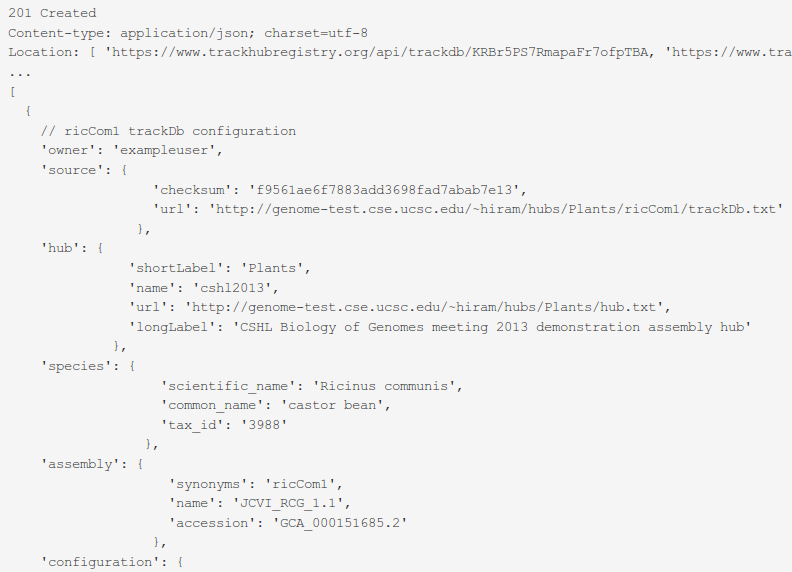 201 Created
Content-type: application/json; charset=utf-8
Location: [ 'https://www.trackhubregistry.org/api/trackdb/KRBr5PS7RmapaFr7ofpTBA, 'https://www.tra
...
[
{
// ricCom1 trackDb configuration
'owner': 'exampleuser',
'source': {
'checksum': 'f9561ae6f7883add3698fad7abab7e13',
'url': 'http://genome-test.cse.ucsc.edu/~hiram/hubs/Plants/ricCom1/trackDb.txt'
},
'hub': {
'shortLabel': 'Plants',
'name': 'cshl2013',
'url': 'http://genome-test.cse.ucsc.edu/~hiram/hubs/Plants/hub.txt',
'longLabel': 'CSHL Biology of Genomes meeting 2013 demonstration assembly hub'
},
'species': {
'scientific_name': 'Ricinus communis',
'common_name': 'castor bean',
'tax_id': '3988'
},
'assembly': {
'synonyms': 'ricCom1',
'name': 'JCVI_RCG_1.1',
'accession': 'GCA_000151685.2'
},
'configuration': {